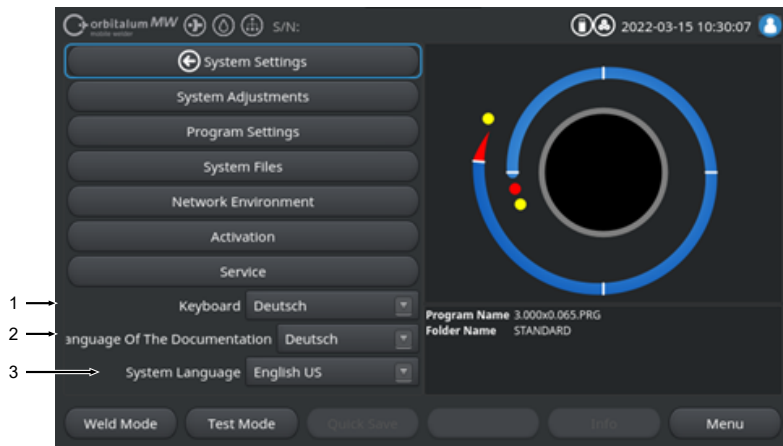 orbitalum MW
mobile welder
S/N:
2022-03-15 10:30:07
System Settings
System Adjustments
Program Settings
System Files
Network Environment
Activation
Service
1
Keyboard Deutsch
2
anguage Of The Documentation Deutsch
3
System Language English US
Program Name 3.000x0.065.PRG
Folder Name STANDARD
Weld Mode Test Mode Quick Save Info Menu